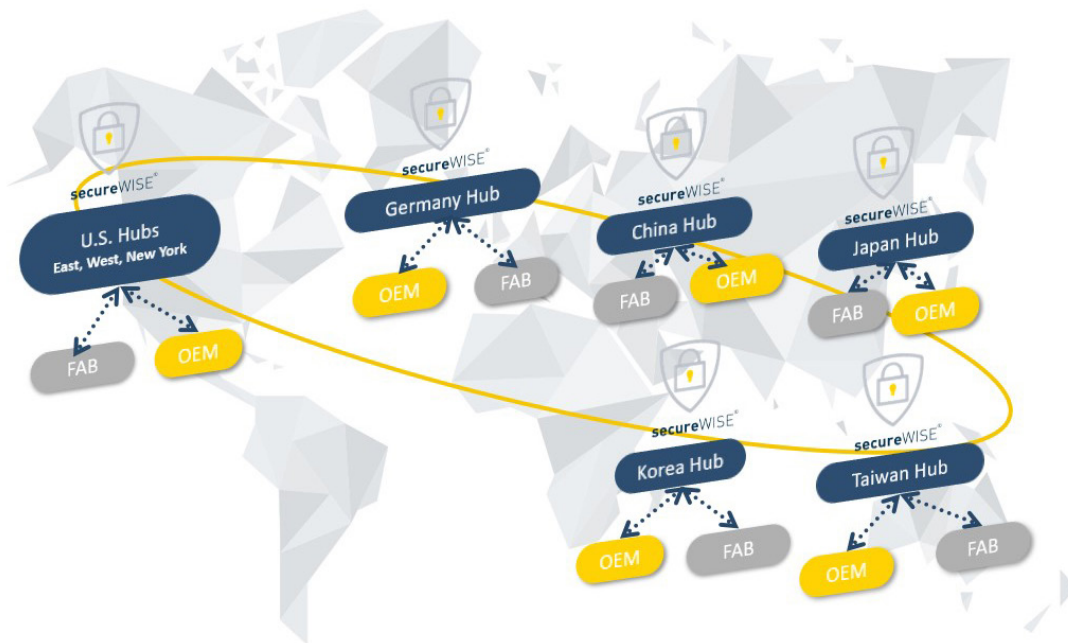 secureWISE®
U.S. Hubs
East, West, New York
FAB
OEM
secureWISE®
Germany Hub
OEM
FAB
secureWISE®
China Hub
FAB
OEM
secureWISE®
Japan Hub
FAB
OEM
secureWISE®
Korea Hub
OEM
FAB
secureWISE®
Taiwan Hub
OEM
FAB